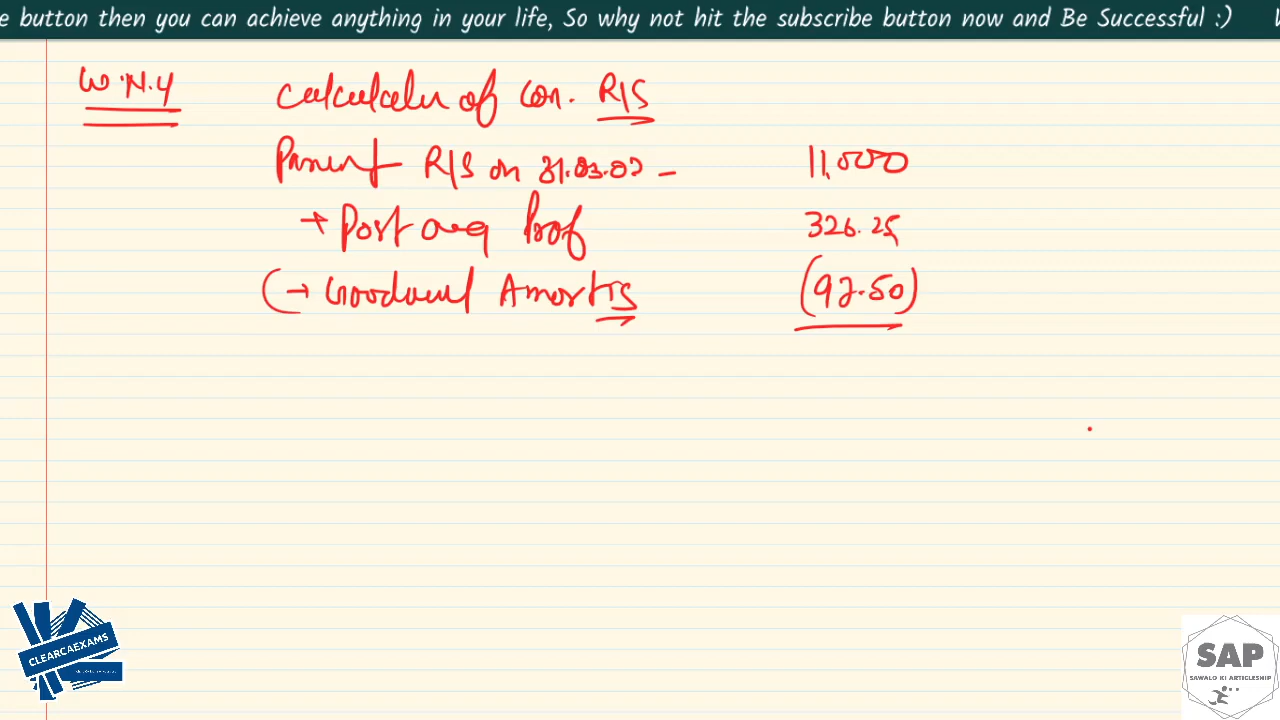 e button then you can achieve anything in your life, So why not hit the subscribe button now and Be Successful :)
W.N.4 Calculation of Con. R/S
Parent R/S on 31.03.02 - 11,000
+ Post acq Prof 326.25
(-) Goodwill Amortis (92.50)
CLEARCAEXAMS
SAP
SAWALO KI ARTICLESHIP